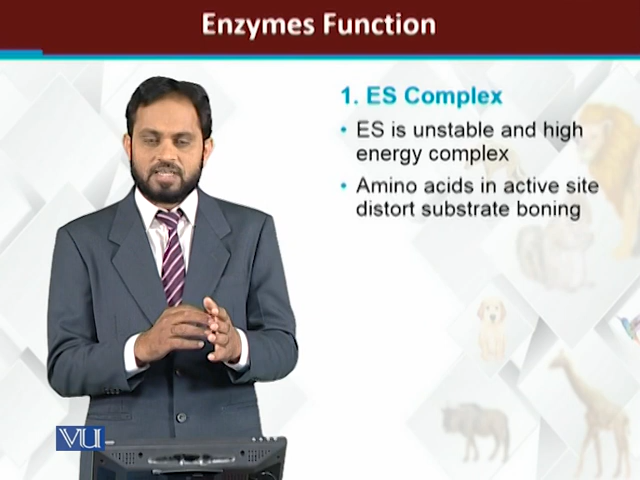 Enzymes Function
1. ES Complex
• ES is unstable and high
energy complex
• Amino acids in active site
distort substrate boning
VU